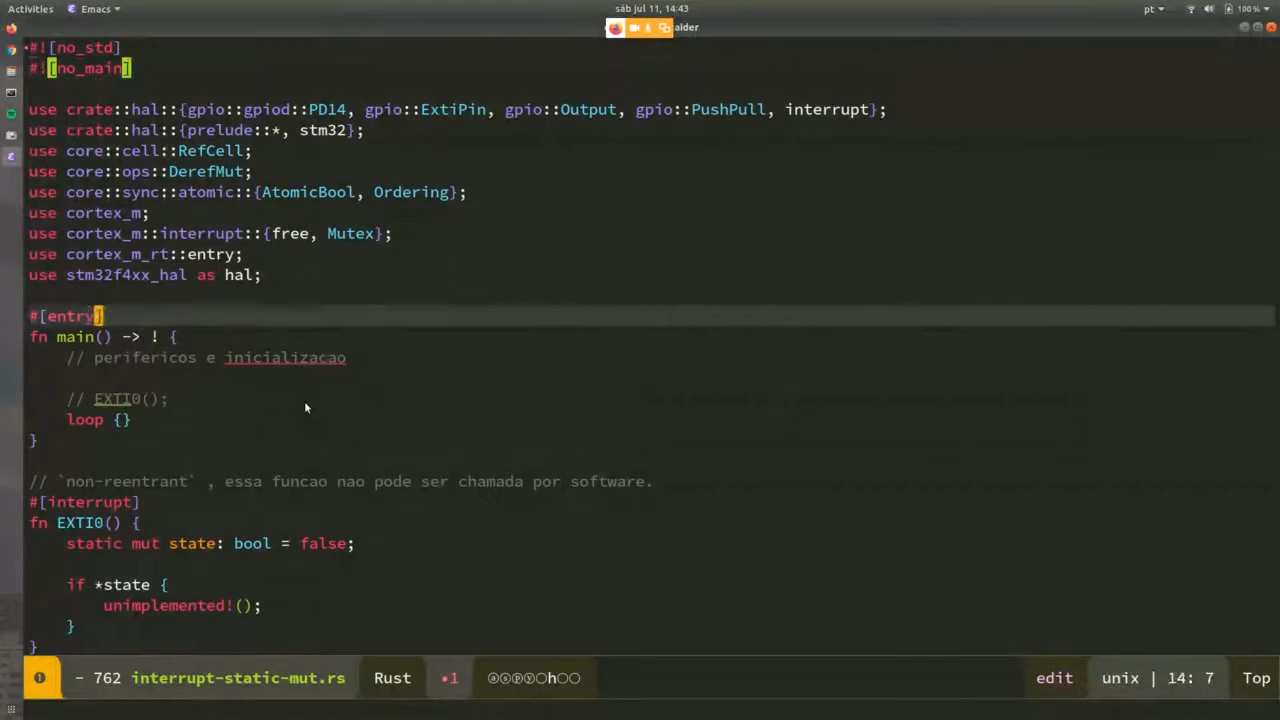 Activities Emacs sáb jul 11, 14:43 pt 100 %
alder
#![no_std]
#![no_main]
use crate::hal::{gpio::gpiod::PD14, gpio::ExtiPin, gpio::Output, gpio::PushPull, interrupt};
use crate::hal::{prelude::*, stm32};
use core::cell::RefCell;
use core::ops::DerefMut;
use core::sync::atomic::{AtomicBool, Ordering};
use cortex_m;
use cortex_m::interrupt::{free, Mutex};
use cortex_m_rt::entry;
use stm32f4xx_hal as hal;
#[entry]
fn main() -> ! {
// perifericos e inicializacao
// EXTI0();
loop {}
}
// `non-reentrant` , essa funcao nao pode ser chamada por software.
#[interrupt]
fn EXTI0() {
static mut state: bool = false;
if *state {
unimplemented!();
}
}
❶ - 762 interrupt-static-mut.rs Rust •1 ⓐⓢⓟⓨ○h○○ edit unix | 14: 7 Top